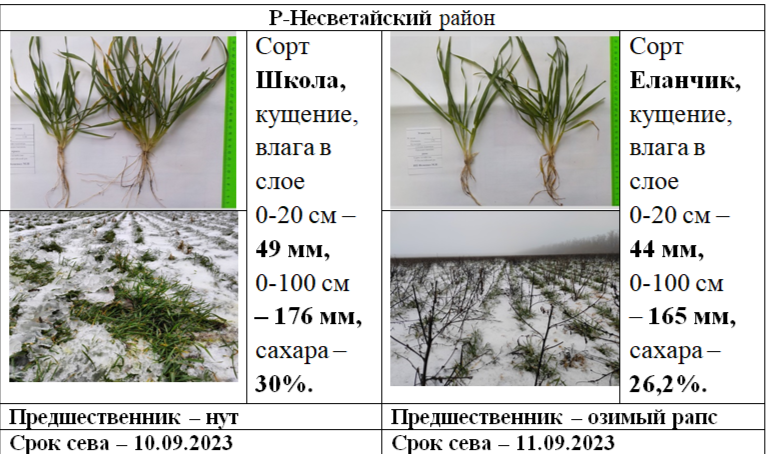 Р-Несветайский район
Сорт
Школа,
кущение,
влага в
слое
0-20 см –
49 мм,
0-100 см
– 176 мм,
сахара –
30%.
Сорт
Еланчик,
кущение,
влага в
слое
0-20 см –
44 мм,
0-100 см
– 165 мм,
сахара –
26,2%.
Предшественник – нут
Предшественник – озимый рапс
Срок сева – 10.09.2023
Срок сева – 11.09.2023